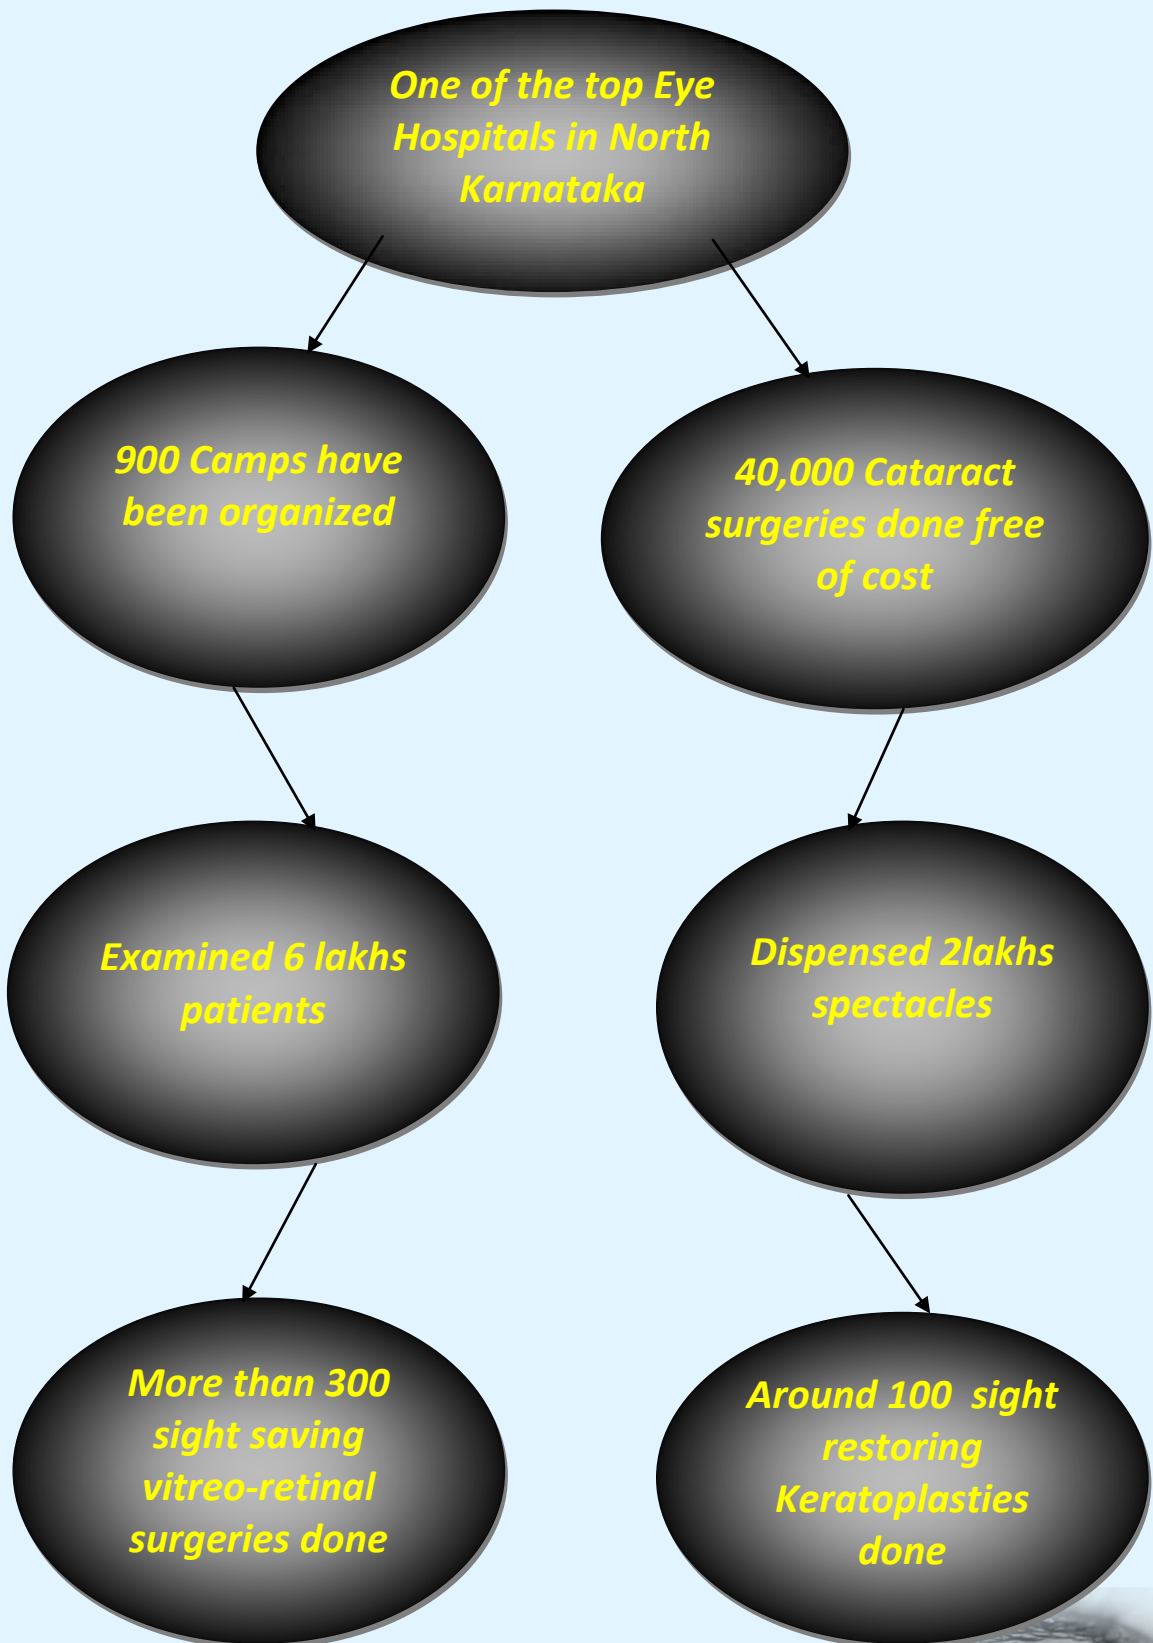 One of the top Eye
Hospitals in North
Karnataka
900 Camps have
been organized
40,000 Cataract
surgeries done free
of cost
Examined 6 lakhs
patients
Dispensed 2lakhs
spectacles
More than 300
sight saving
vitreo-retinal
surgeries done
Around 100  sight
restoring
Keratoplasties
done